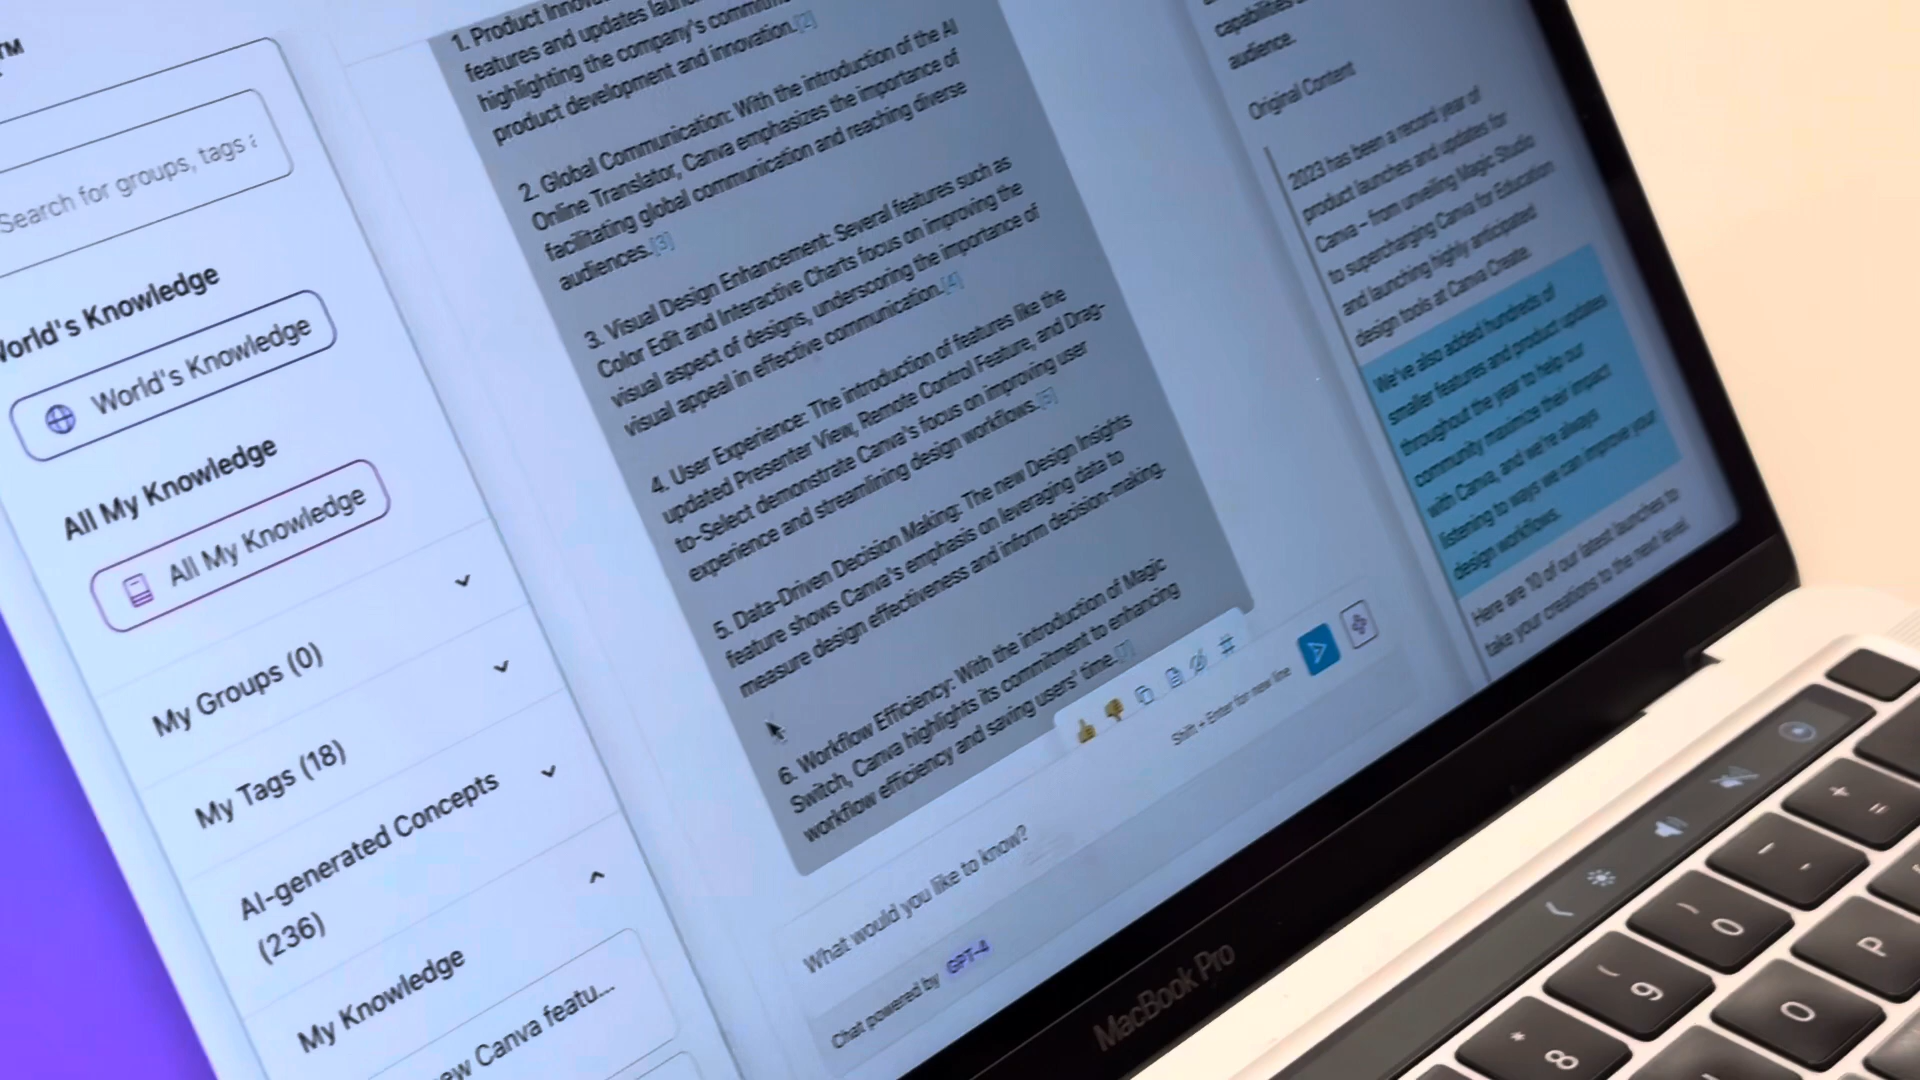 TM
Search for groups, tags
World's Knowledge
World's Knowledge
All My Knowledge
All My Knowledge
My Groups (0)
My Tags (18)
AI-generated Concepts
(236)
My Knowledge
ew Canva featu...
1. Product Innov
features and updates laun
highlighting the company's commitme
product development and innovation.[2]
2. Global Communication: With the introduction of the AI
Online Translator, Canva emphasizes the importance of
facilitating global communication and reaching diverse
audiences.[3]
3. Visual Design Enhancement: Several features such as
Color Edit and Interactive Charts focus on improving the
visual aspect of designs, underscoring the importance of
visual appeal in effective communication.[4]
4. User Experience: The introduction of features like the
updated Presenter View, Remote Control Feature, and Drag-
to-Select demonstrate Canva's focus on improving user
experience and streamlining design workflows.[5]
5. Data-Driven Decision Making: The new Design Insights
feature shows Canva's emphasis on leveraging data to
measure design effectiveness and inform decision-making.
6. Workflow Efficiency: With the introduction of Magic
Switch, Canva highlights its commitment to enhancing
workflow efficiency and saving users' time.[7]
Shift + Enter for new line
What would you like to know?
Chat powered by GPT-4
capabilities
audience.
Original Content
2023 has been a record year of
product launches and updates for
Canva – from unveiling Magic Studio
to supercharging Canva for Education
and launching highly anticipated
design tools at Canva Create.
We've also added hundreds of
smaller features and product updates
throughout the year to help our
community maximize their impact
with Canva, and we're always
listening to ways we can improve your
design workflows.
Here are 10 of our latest launches to
take your creations to the next level.
MacBook Pro
+ =
0
P
9
O
* 8